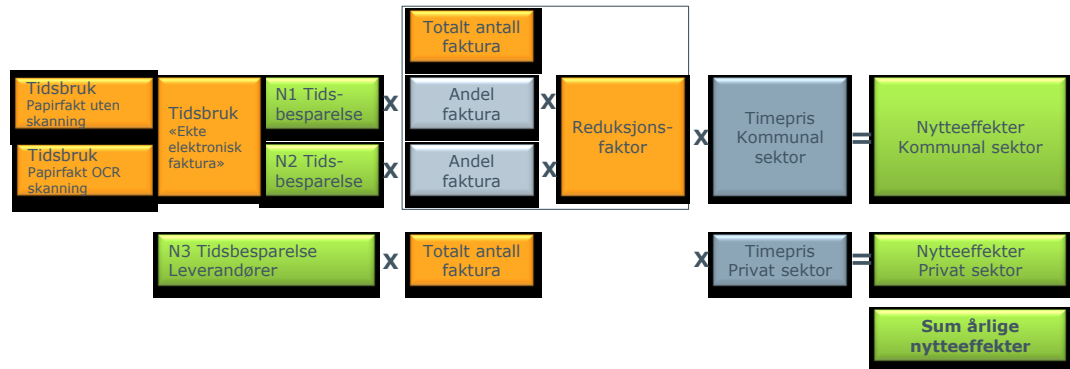 Totalt antall
faktura
Tidsbruk
Papirfakt uten
skanning
Tidsbruk
«Ekte
elektronisk
faktura»
N1 Tids-
besparelse
x
Andel
faktura
x
Reduksjons-
faktor
x
Timepris
Kommunal
sektor
=
Nytteeffekter
Kommunal sektor
Tidsbruk
Papirfakt OCR
skanning
N2 Tids-
besparelse
x
Andel
faktura
x
N3 Tidsbesparelse
Leverandører
x
Totalt antall
faktura
x
Timepris
Privat sektor
=
Nytteeffekter
Privat sektor
Sum årlige
nytteeffekter